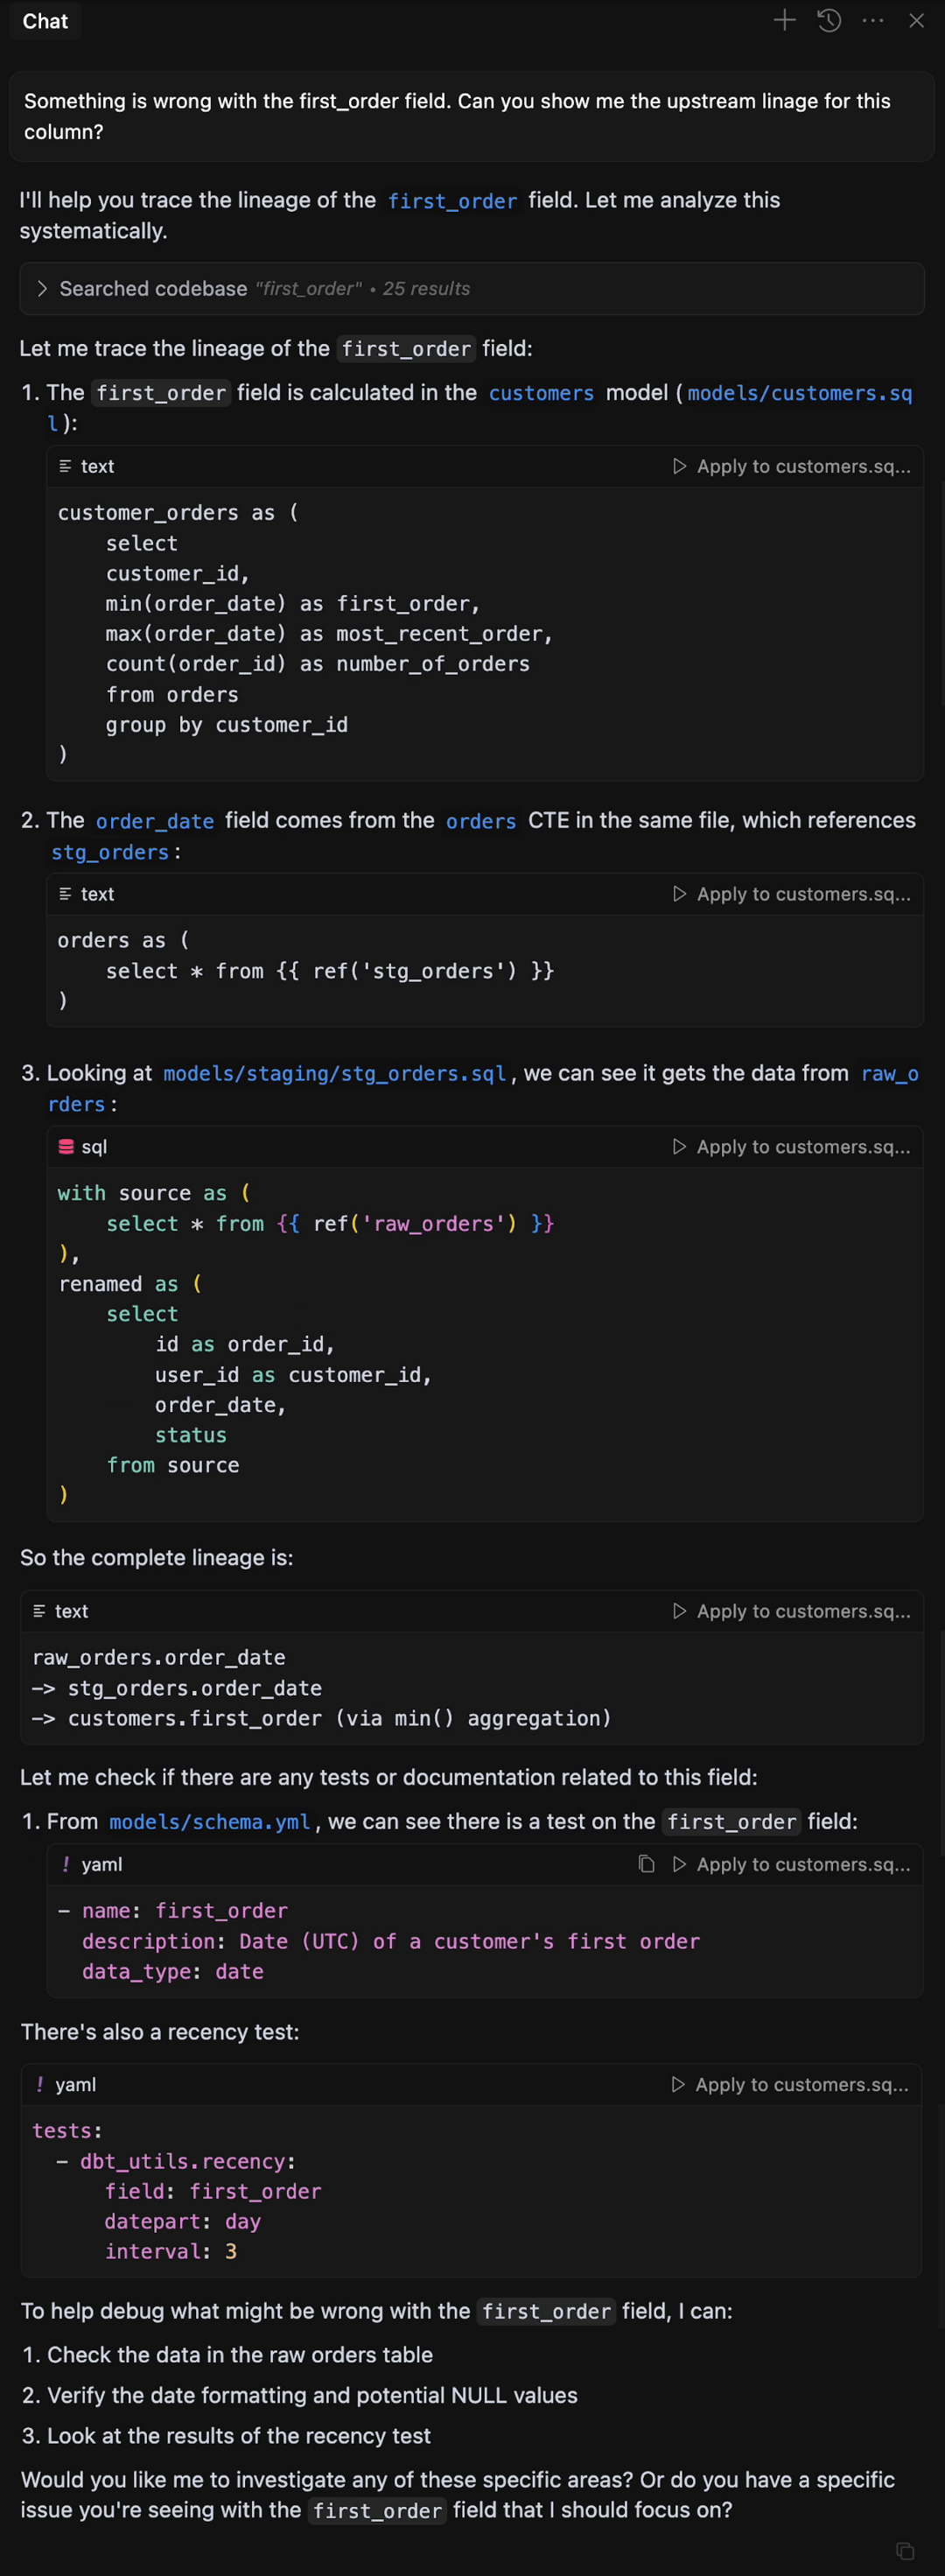 Chat
Something is wrong with the first_order field. Can you show me the upstream linage for this
column?
I'll help you trace the lineage of the first_order field. Let me analyze this
systematically.
Searched codebase "first_order" • 25 results
Let me trace the lineage of the first_order field:
1. The first_order field is calculated in the customers model (models/customers.sq
l):
text
Apply to customers.sq...
customer_orders as (
    select
    customer_id,
    min(order_date) as first_order,
    max(order_date) as most_recent_order,
    count(order_id) as number_of_orders
    from orders
    group by customer_id
)
2. The order_date field comes from the orders CTE in the same file, which references
stg_orders:
text
Apply to customers.sq...
orders as (
    select * from {{ ref('stg_orders') }}
)
3. Looking at models/staging/stg_orders.sql, we can see it gets the data from raw_o
rders:
sql
Apply to customers.sq...
with source as (
    select * from {{ ref('raw_orders') }}
),
renamed as (
    select
        id as order_id,
        user_id as customer_id,
        order_date,
        status
    from source
)
So the complete lineage is:
text
Apply to customers.sq...
raw_orders.order_date
-> stg_orders.order_date
-> customers.first_order (via min() aggregation)
Let me check if there are any tests or documentation related to this field:
1. From models/schema.yml, we can see there is a test on the first_order field:
! yaml
Apply to customers.sq...
- name: first_order
  description: Date (UTC) of a customer's first order
  data_type: date
There's also a recency test:
! yaml
Apply to customers.sq...
tests:
  - dbt_utils.recency:
      field: first_order
      datepart: day
      interval: 3
To help debug what might be wrong with the first_order field, I can:
1. Check the data in the raw orders table
2. Verify the date formatting and potential NULL values
3. Look at the results of the recency test
Would you like me to investigate any of these specific areas? Or do you have a specific
issue you're seeing with the first_order field that I should focus on?